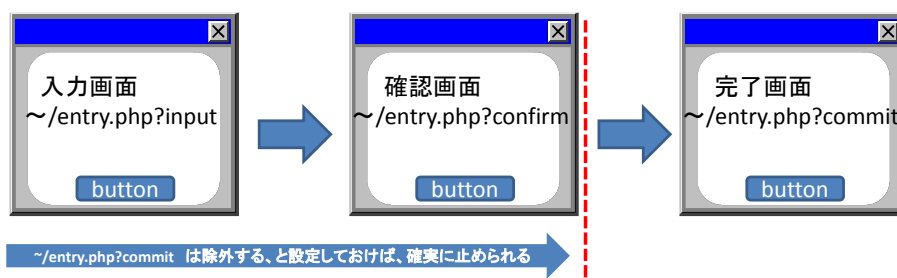 入力画面
～/entry.php?input
button
確認画面
～/entry.php?confirm
button
完了画面
～/entry.php?commit
button
~/entry.php?commit は除外する、と設定しておけば、確実に止められる